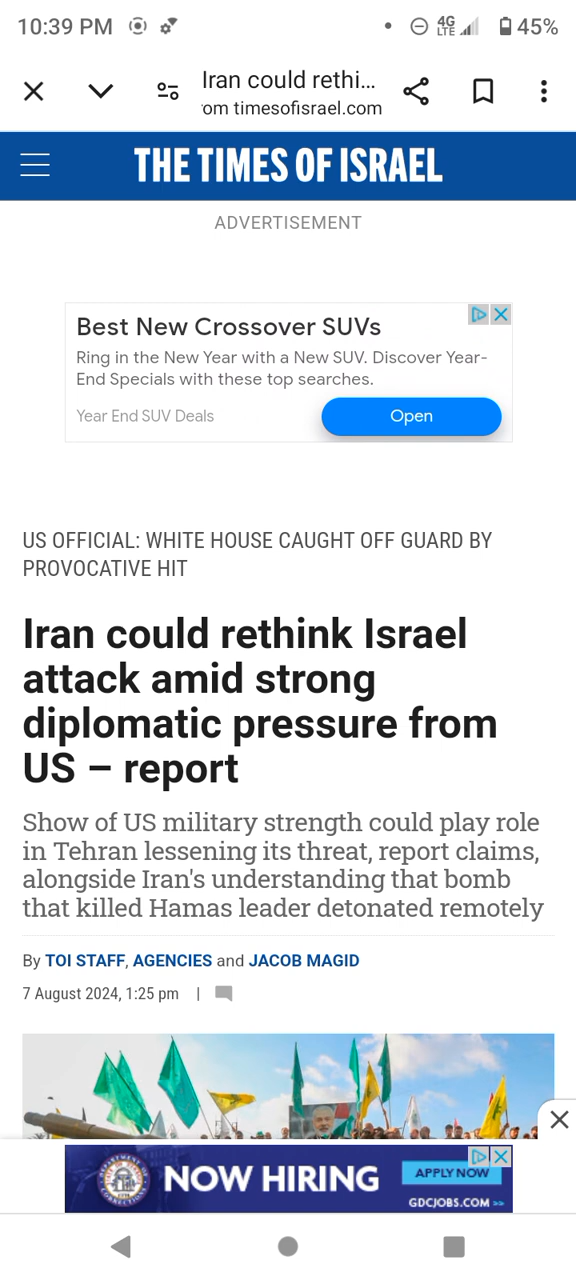 10:39 PM
4G
LTE
45%
Iran could rethi...
om timesofisrael.com
THE TIMES OF ISRAEL
ADVERTISEMENT
Best New Crossover SUVs
Ring in the New Year with a New SUV. Discover Year-
End Specials with these top searches.
Year End SUV Deals
Open
US OFFICIAL: WHITE HOUSE CAUGHT OFF GUARD BY
PROVOCATIVE HIT
Iran could rethink Israel
attack amid strong
diplomatic pressure from
US – report
Show of US military strength could play role
in Tehran lessening its threat, report claims,
alongside Iran's understanding that bomb
that killed Hamas leader detonated remotely
By TOI STAFF, AGENCIES and JACOB MAGID
7 August 2024, 1:25 pm |
NOW HIRING
APPLY NOW
GDCJOBS.COM >>